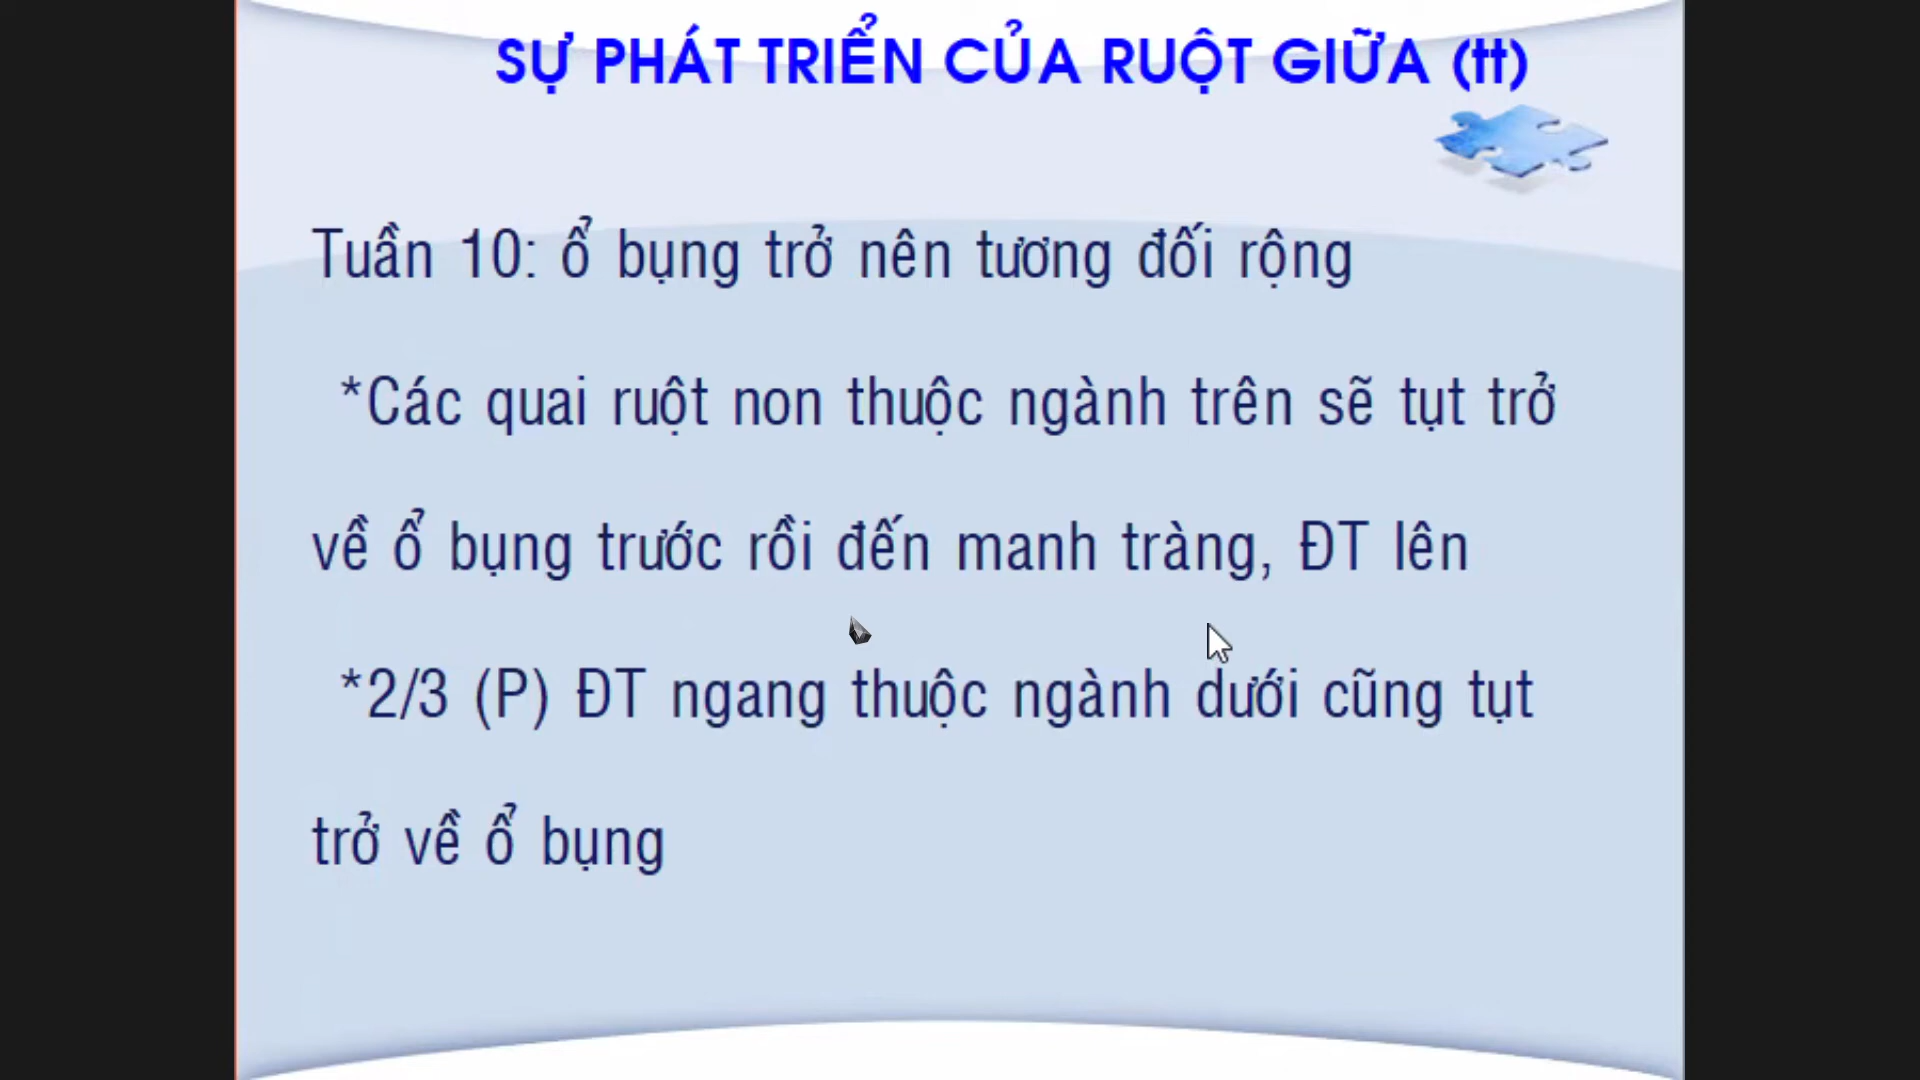 SỰ PHÁT TRIỂN CỦA RUỘT GIỮA (tt)
Tuần 10: ổ bụng trở nên tương đối rộng
*Các quai ruột non thuộc ngành trên sẽ tụt trở
về ổ bụng trước rồi đến manh tràng, ĐT lên
*2/3 (P) ĐT ngang thuộc ngành dưới cũng tụt
trở về ổ bụng